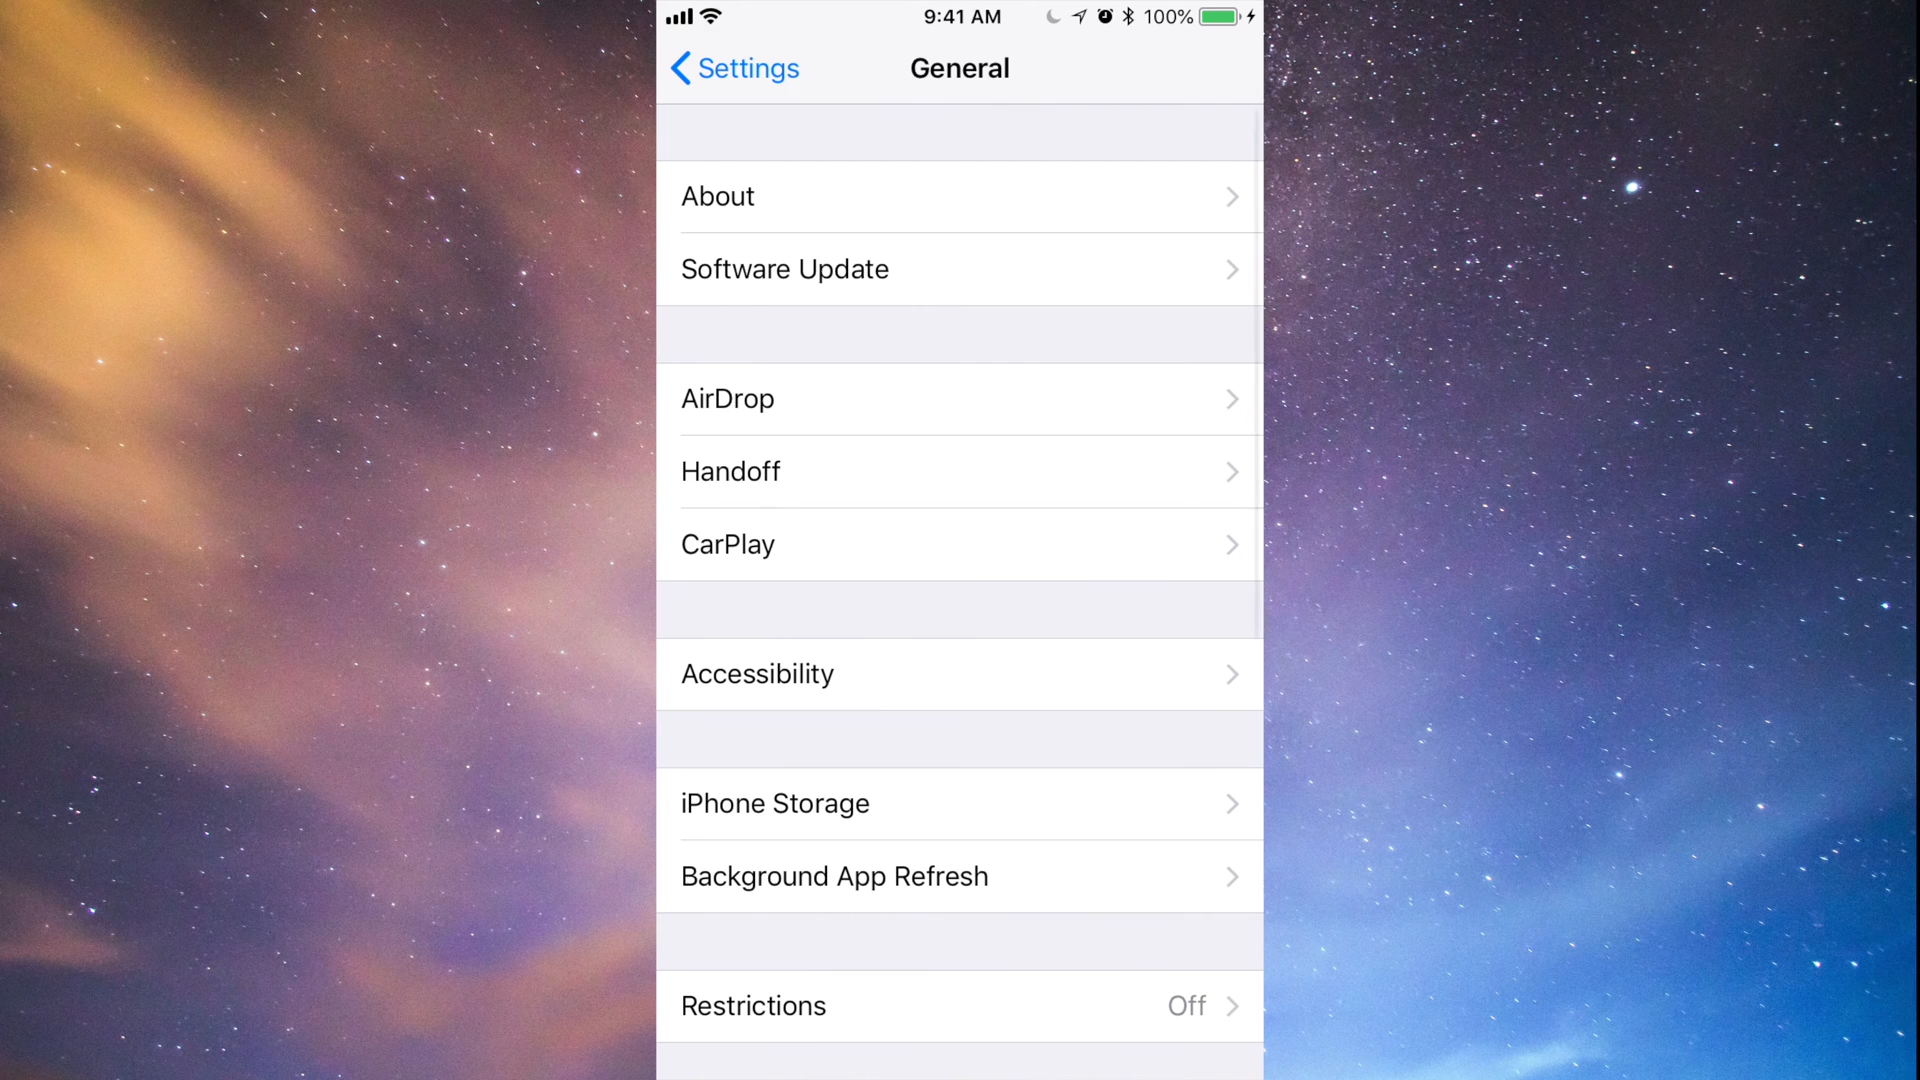 9:41 AM 100%
Settings General
About
Software Update
AirDrop
Handoff
CarPlay
Accessibility
iPhone Storage
Background App Refresh
Restrictions Off